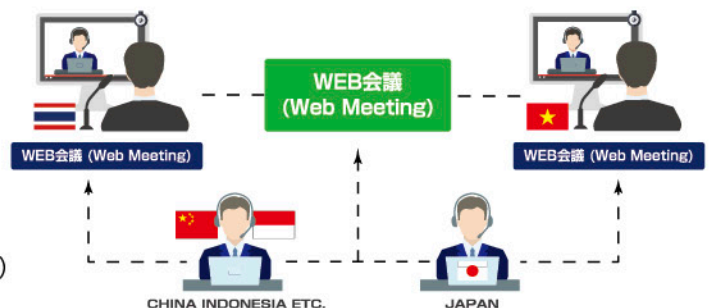 WEB会議
(Web Meeting)
WEB会議 (Web Meeting)
WEB会議 (Web Meeting)
)
CHINA INDONESIA ETC.
JAPAN